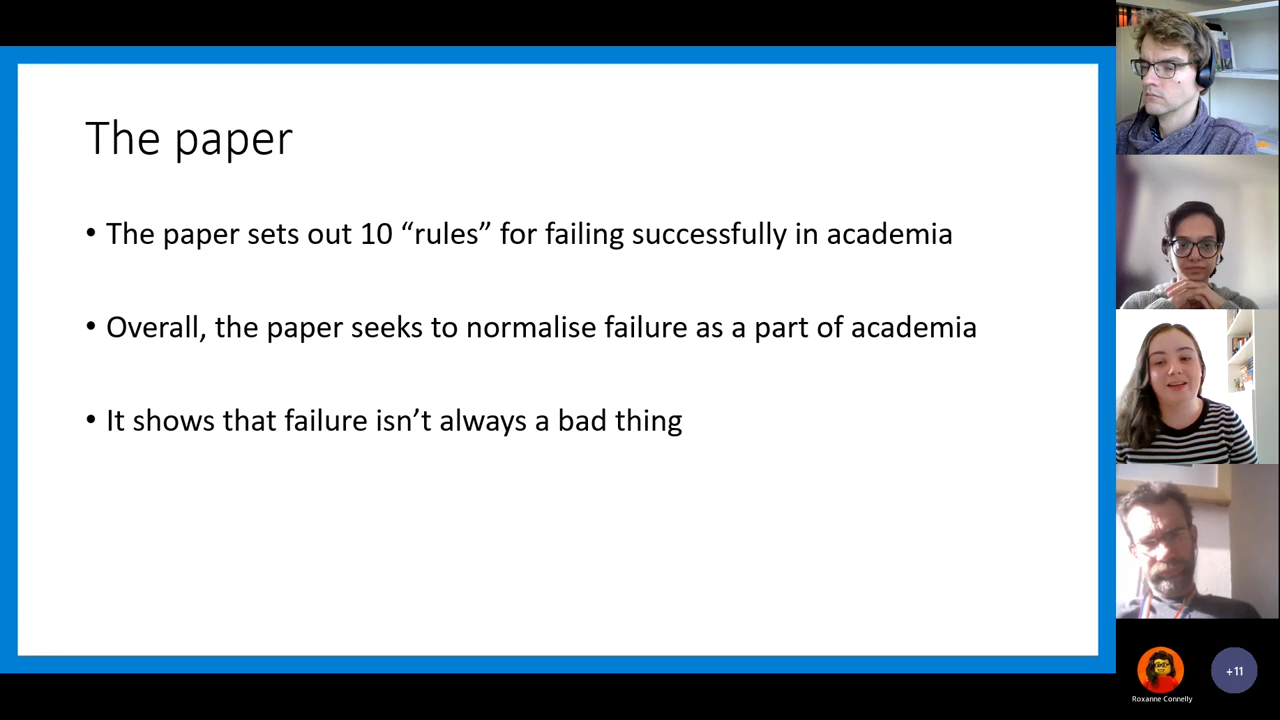 The paper
• The paper sets out 10 “rules” for failing successfully in academia
• Overall, the paper seeks to normalise failure as a part of academia
• It shows that failure isn’t always a bad thing
Roxanne Connelly
+11